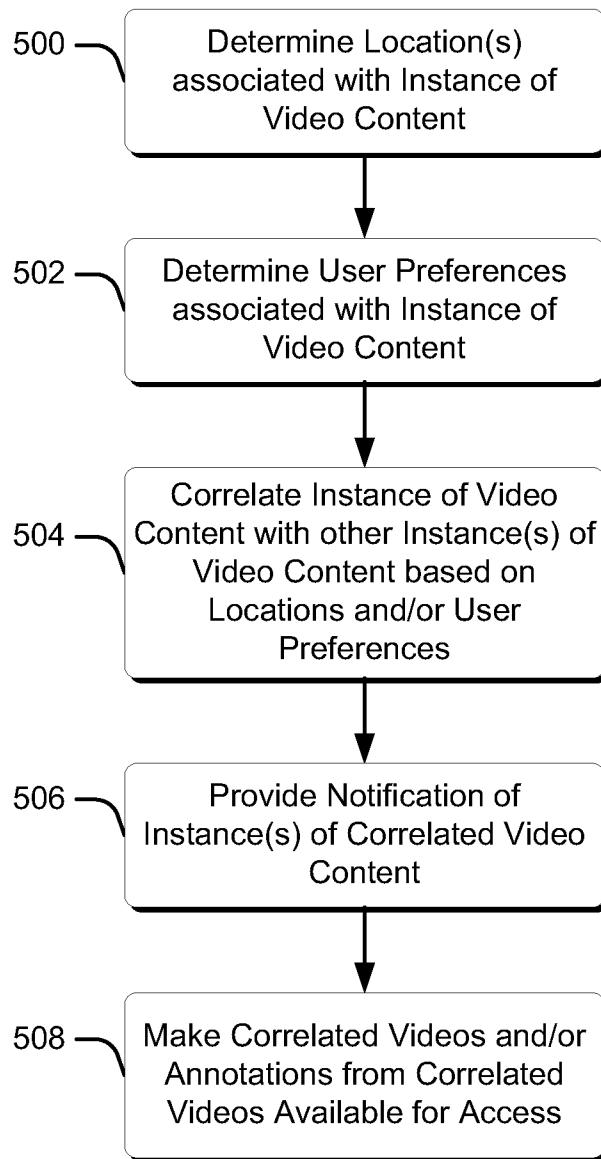 500
Determine Location(s)
associated with Instance of
Video Content
502
Determine User Preferences
associated with Instance of
Video Content
504
Correlate Instance of Video
Content with other Instance(s) of
Video Content based on
Locations and/or User
Preferences
506
Provide Notification of
Instance(s) of Correlated Video
Content
508
Make Correlated Videos and/or
Annotations from Correlated
Videos Available for Access